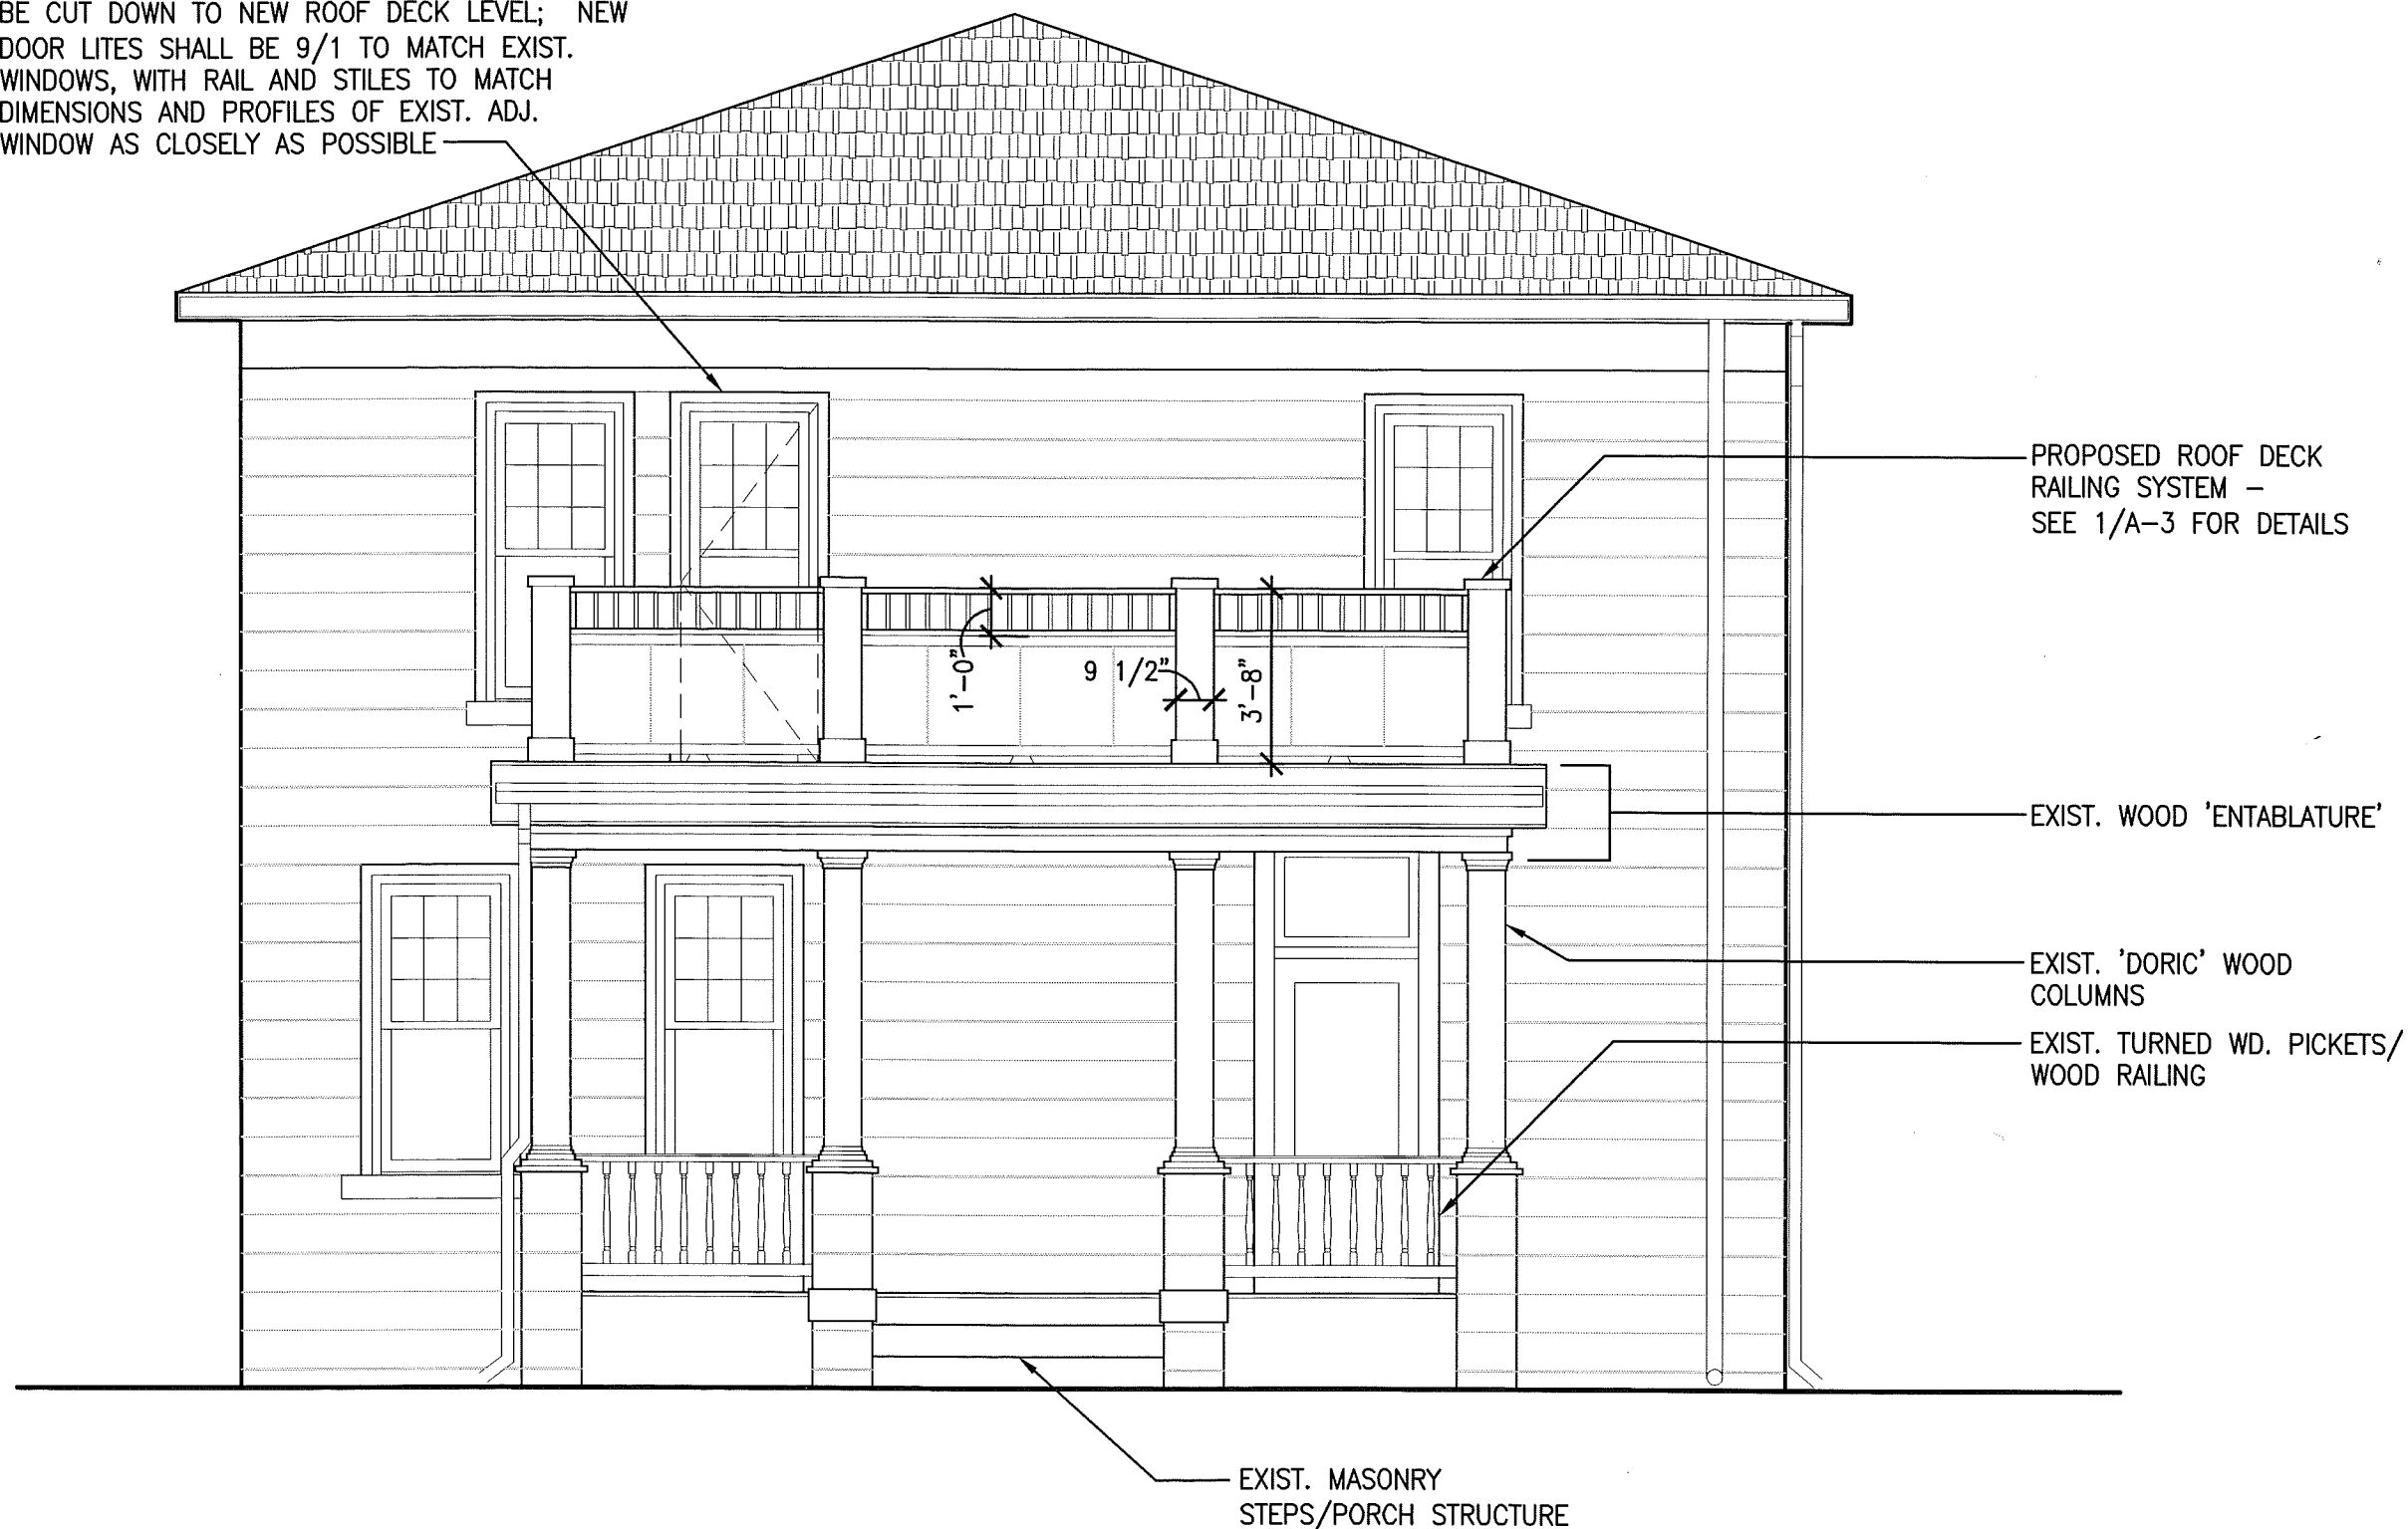 BE CUT DOWN TO NEW ROOF DECK LEVEL; NEW
DOOR LITES SHALL BE 9/1 TO MATCH EXIST.
WINDOWS, WITH RAIL AND STILES TO MATCH
DIMENSIONS AND PROFILES OF EXIST. ADJ.
WINDOW AS CLOSELY AS POSSIBLE
PROPOSED ROOF DECK
RAILING SYSTEM –
SEE 1/A–3 FOR DETAILS
1'–0"
9 1/2"
3'–8"
EXIST. WOOD 'ENTABLATURE'
EXIST. 'DORIC' WOOD
COLUMNS
EXIST. TURNED WD. PICKETS/
WOOD RAILING
EXIST. MASONRY
STEPS/PORCH STRUCTURE